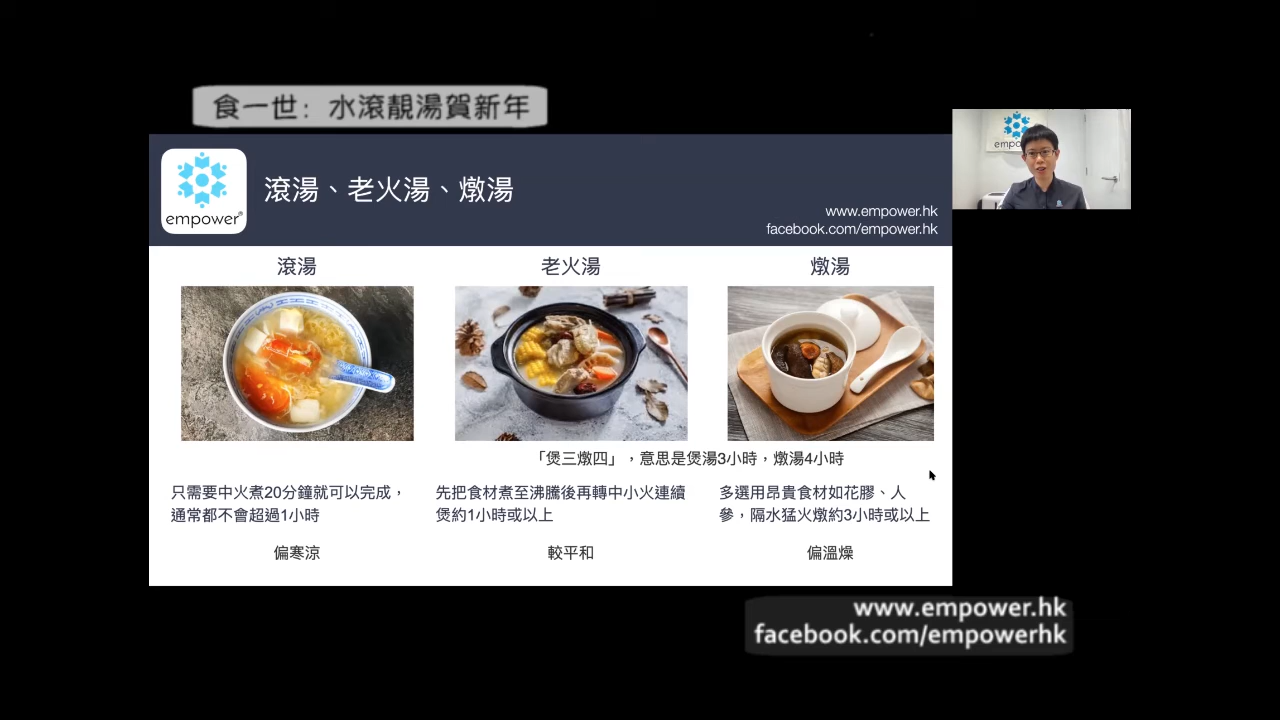 食一世：水滾靚湯賀新年
empower®
滾湯、老火湯、燉湯
www.empower.hk
facebook.com/empower.hk
滾湯
老火湯
燉湯
「煲三燉四」，意思是煲湯3小時，燉湯4小時
只需要中火煮20分鐘就可以完成，
通常都不會超過1小時
先把食材煮至沸騰後再轉中小火連續
煲約1小時或以上
多選用昂貴食材如花膠、人
參，隔水猛火燉約3小時或以上
偏寒涼
較平和
偏溫燥
www.empower.hk
facebook.com/empowerhk